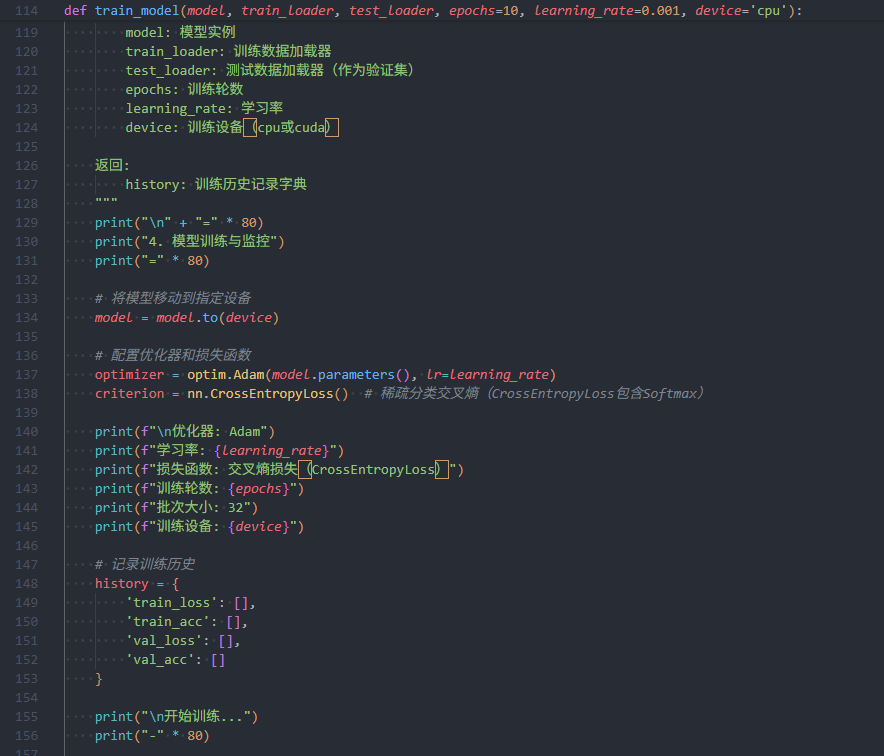 114 def train_model(model, train_loader, test_loader, epochs=10, learning_rate=0.001, device='cpu'):
119 model: 模型实例
120 train_loader: 训练数据加载器
121 test_loader: 测试数据加载器（作为验证集）
122 epochs: 训练轮数
123 learning_rate: 学习率
124 device: 训练设备（cpu或cuda）
125
126 返回:
127 history: 训练历史记录字典
128 """
129 print("\n" + "=" * 80)
130 print("4. 模型训练与监控")
131 print("=" * 80)
132
133 # 将模型移动到指定设备
134 model = model.to(device)
135
136 # 配置优化器和损失函数
137 optimizer = optim.Adam(model.parameters(), lr=learning_rate)
138 criterion = nn.CrossEntropyLoss() # 稀疏分类交叉熵（CrossEntropyLoss包含Softmax）
139
140 print(f"\n优化器: Adam")
141 print(f"学习率: {learning_rate}")
142 print(f"损失函数: 交叉熵损失（CrossEntropyLoss）")
143 print(f"训练轮数: {epochs}")
144 print(f"批次大小: 32")
145 print(f"训练设备: {device}")
146
147 # 记录训练历史
148 history = {
149 'train_loss': [],
150 'train_acc': [],
151 'val_loss': [],
152 'val_acc': []
153 }
154
155 print("\n开始训练...")
156 print("-" * 80)
157